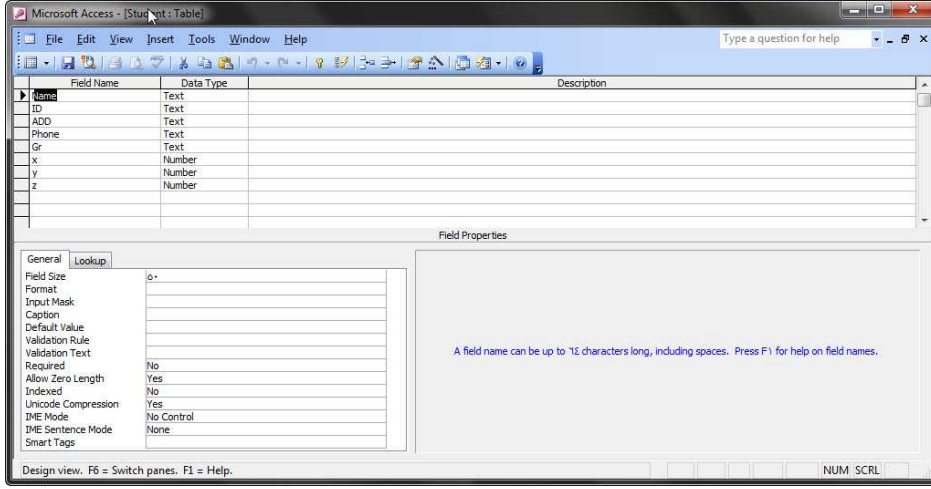 Microsoft Access - [Student : Table]
File Edit View Insert Tools Window Help Type a question for help
Field Name Data Type Description
Name Text
ID Text
ADD Text
Phone Text
Gr Text
x Number
y Number
z Number
Field Properties
General Lookup
Field Size ٥٠
Format
Input Mask
Caption
Default Value
Validation Rule
Validation Text
Required No
Allow Zero Length Yes
Indexed No
Unicode Compression Yes
IME Mode No Control
IME Sentence Mode None
Smart Tags
A field name can be up to ٦٤ characters long, including spaces. Press F١ for help on field names.
Design view. F6 = Switch panes. F1 = Help. NUM SCRL